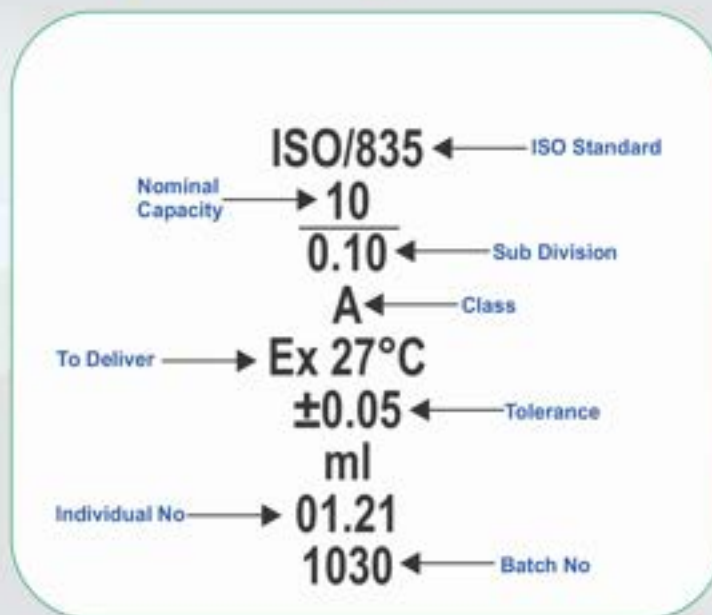 ISO/835 ISO Standard
Nominal
Capacity 10
0.10 Sub Division
A Class
To Deliver Ex 27°C
±0.05 Tolerance
ml
Individual No 01.21
1030 Batch No